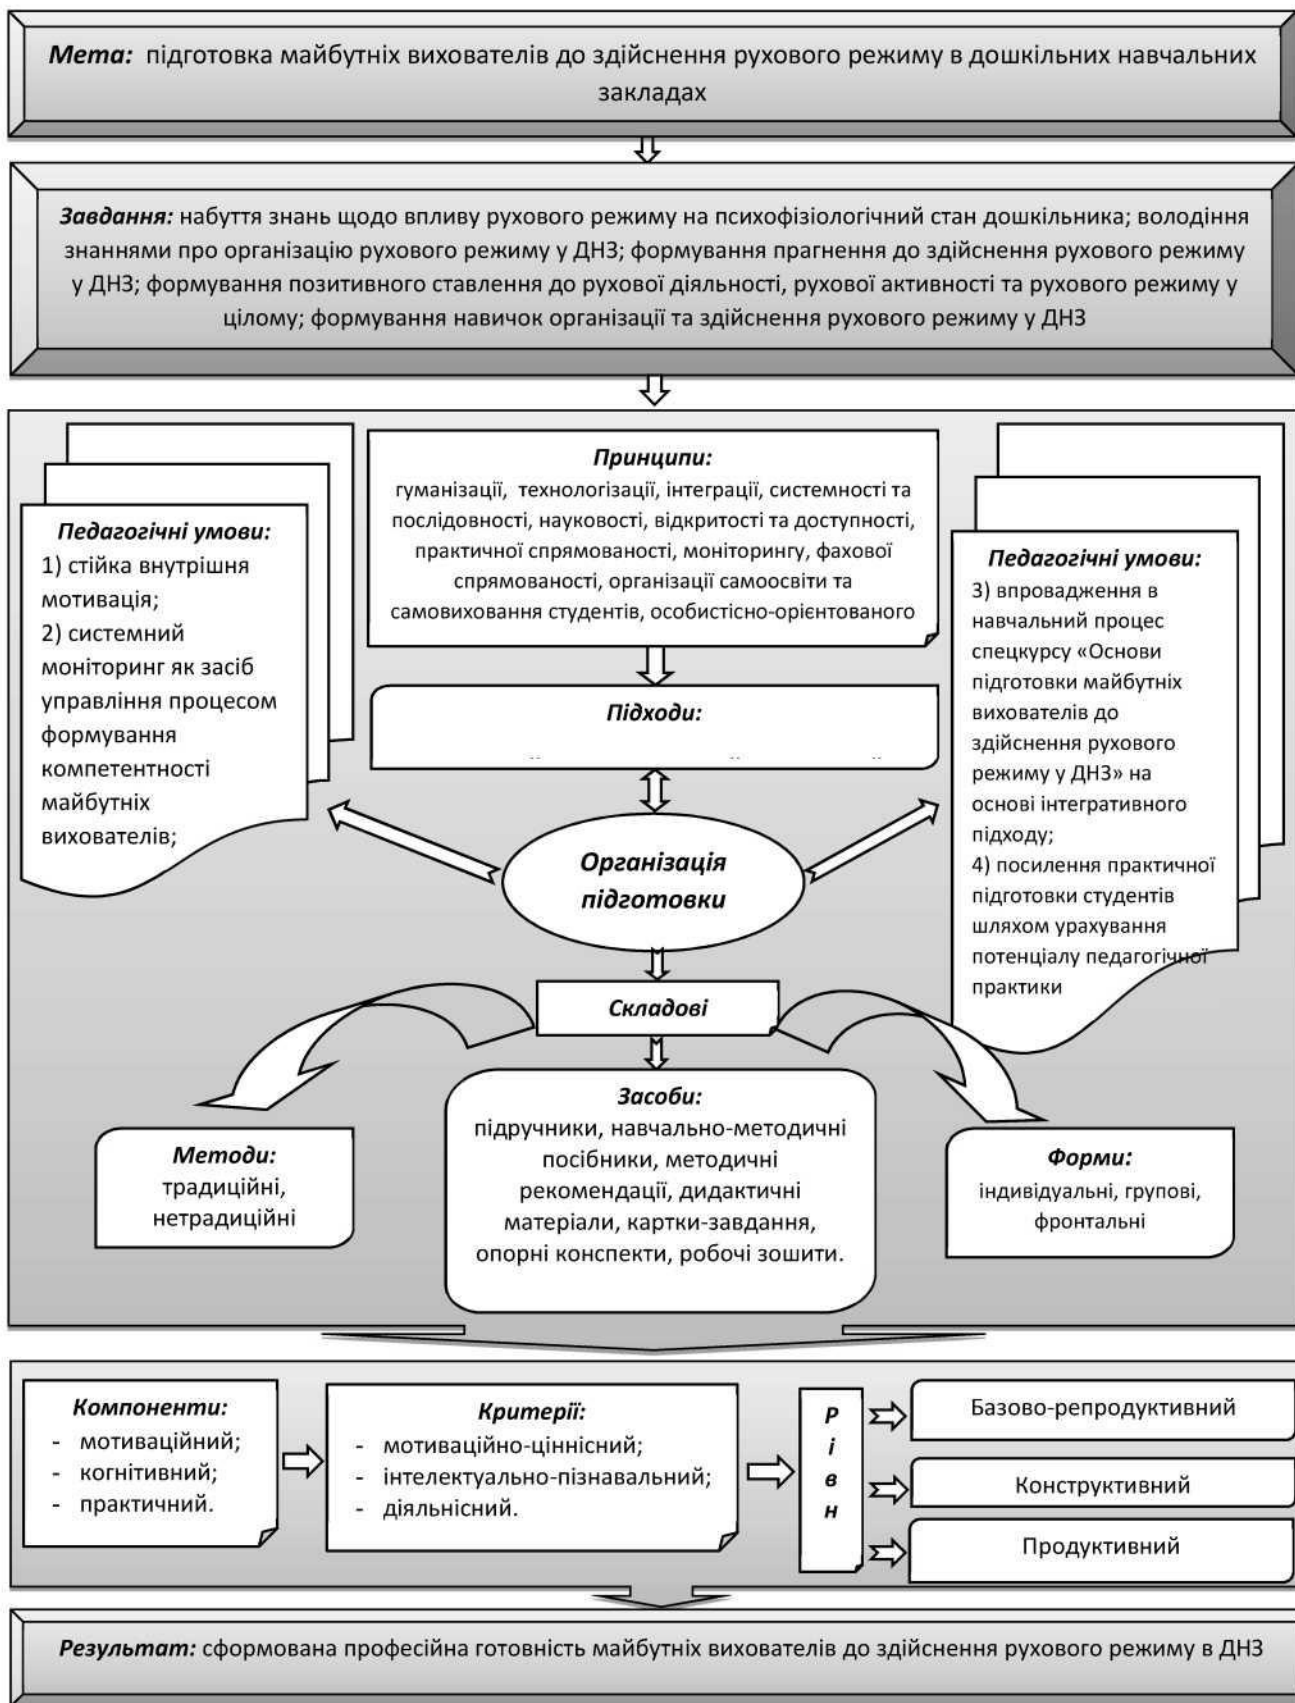 Мета: підготовка майбутніх вихователів до здійснення рухового режиму в дошкільних навчальних
закладах
Завдання: набуття знань щодо впливу рухового режиму на психофізіологічний стан дошкільника; володіння
знаннями про організацію рухового режиму у ДНЗ; формування прагнення до здійснення рухового режиму
у ДНЗ; формування позитивного ставлення до рухової діяльності, рухової активності та рухового режиму у
цілому; формування навичок організації та здійснення рухового режиму у ДНЗ
Педагогічні умови:
1) стійка внутрішня
мотивація;
2) системний
моніторинг як засіб
управління процесом
формування
компетентності
майбутніх
вихователів;
Принципи:
гуманізації, технологізації, інтеграції, системності та
послідовності, науковості, відкритості та доступності,
практичної спрямованості, моніторингу, фахової
спрямованості, організації самоосвіти та
самовиховання студентів, особистісно-орієнтованого
Підходи:
Педагогічні умови:
3) впровадження в
навчальний процес
спецкурсу «Основи
підготовки майбутніх
вихователів до
здійснення рухового
режиму у ДНЗ» на
основі інтегративного
підходу;
4) посилення практичної
підготовки студентів
шляхом урахування
потенціалу педагогічної
практики
Організація
підготовки
Складові
Методи:
традиційні,
нетрадиційні
Засоби:
підручники, навчально-методичні
посібники, методичні
рекомендації, дидактичні
матеріали, картки-завдання,
опорні конспекти, робочі зошити.
Форми:
індивідуальні, групові,
фронтальні
Компоненти:
- мотиваційний;
- когнітивний;
- практичний.
Критерії:
- мотиваційно-ціннісний;
- інтелектуально-пізнавальний;
- діяльнісний.
Р
і
в
н
Базово-репродуктивний
Конструктивний
Продуктивний
Результат: сформована професійна готовність майбутніх вихователів до здійснення рухового режиму в ДНЗ